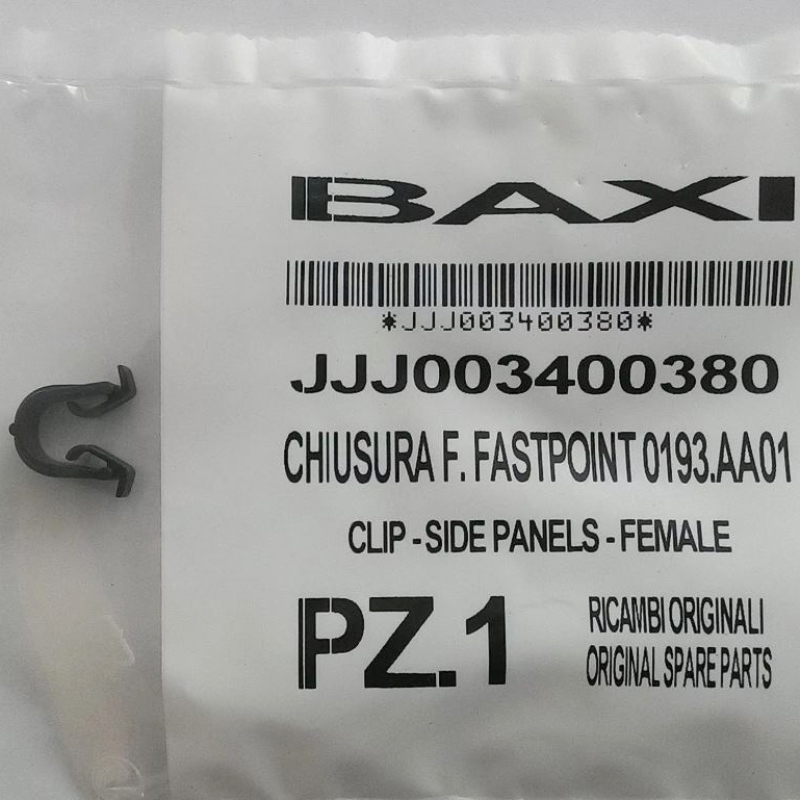 BAXI
*JJJ003400380*
JJJ003400380
CHIUSURA F. FASTPOINT 0193.AA01
CLIP - SIDE PANELS - FEMALE
PZ.1
RICAMBI ORIGINALI
ORIGINAL SPARE PARTS